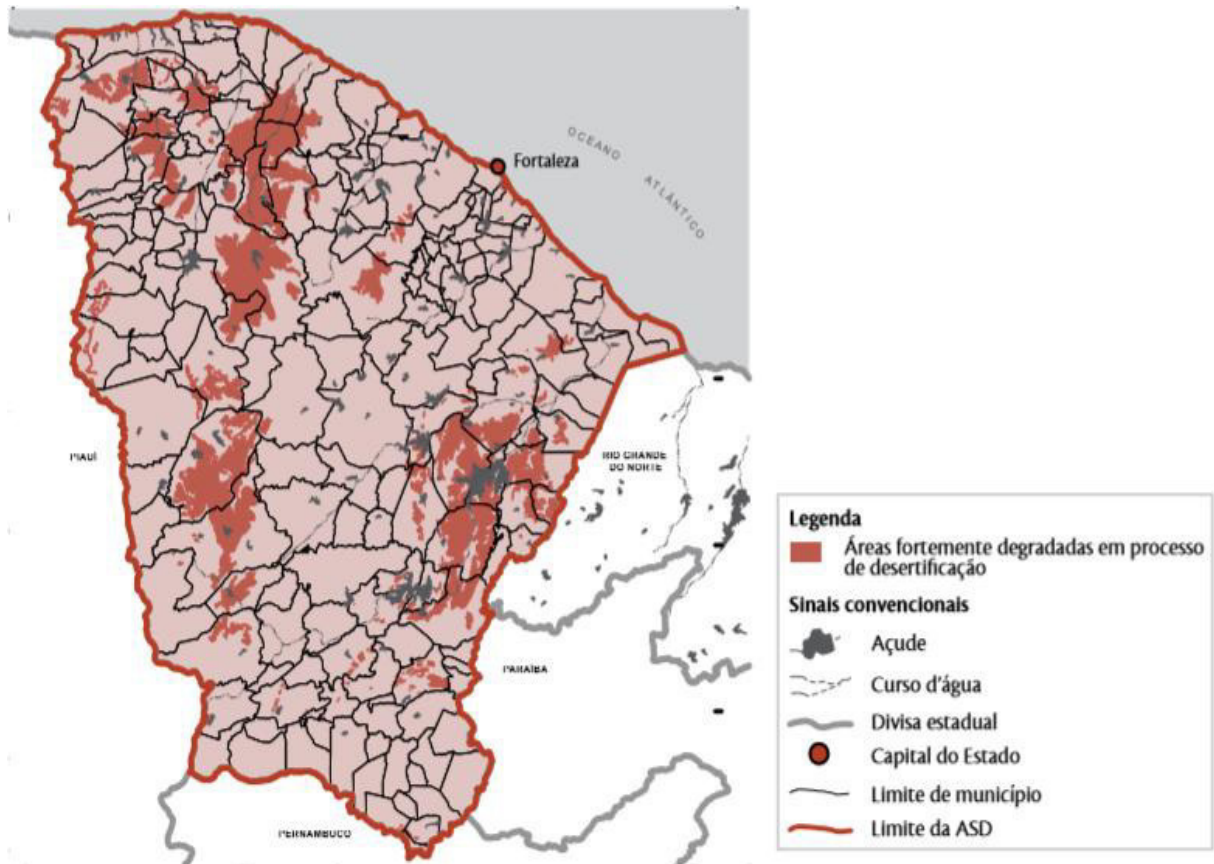 OCEANO
ATLÂNTICO
Fortaleza
PIAUÍ
RIO GRANDE
DO NORTE
PARAÍBA
PERNAMBUCO
Legenda
Áreas fortemente degradadas em processo
de desertificação
Sinais convencionais
Açude
Curso d'água
Divisa estadual
Capital do Estado
Limite de município
Limite da ASD